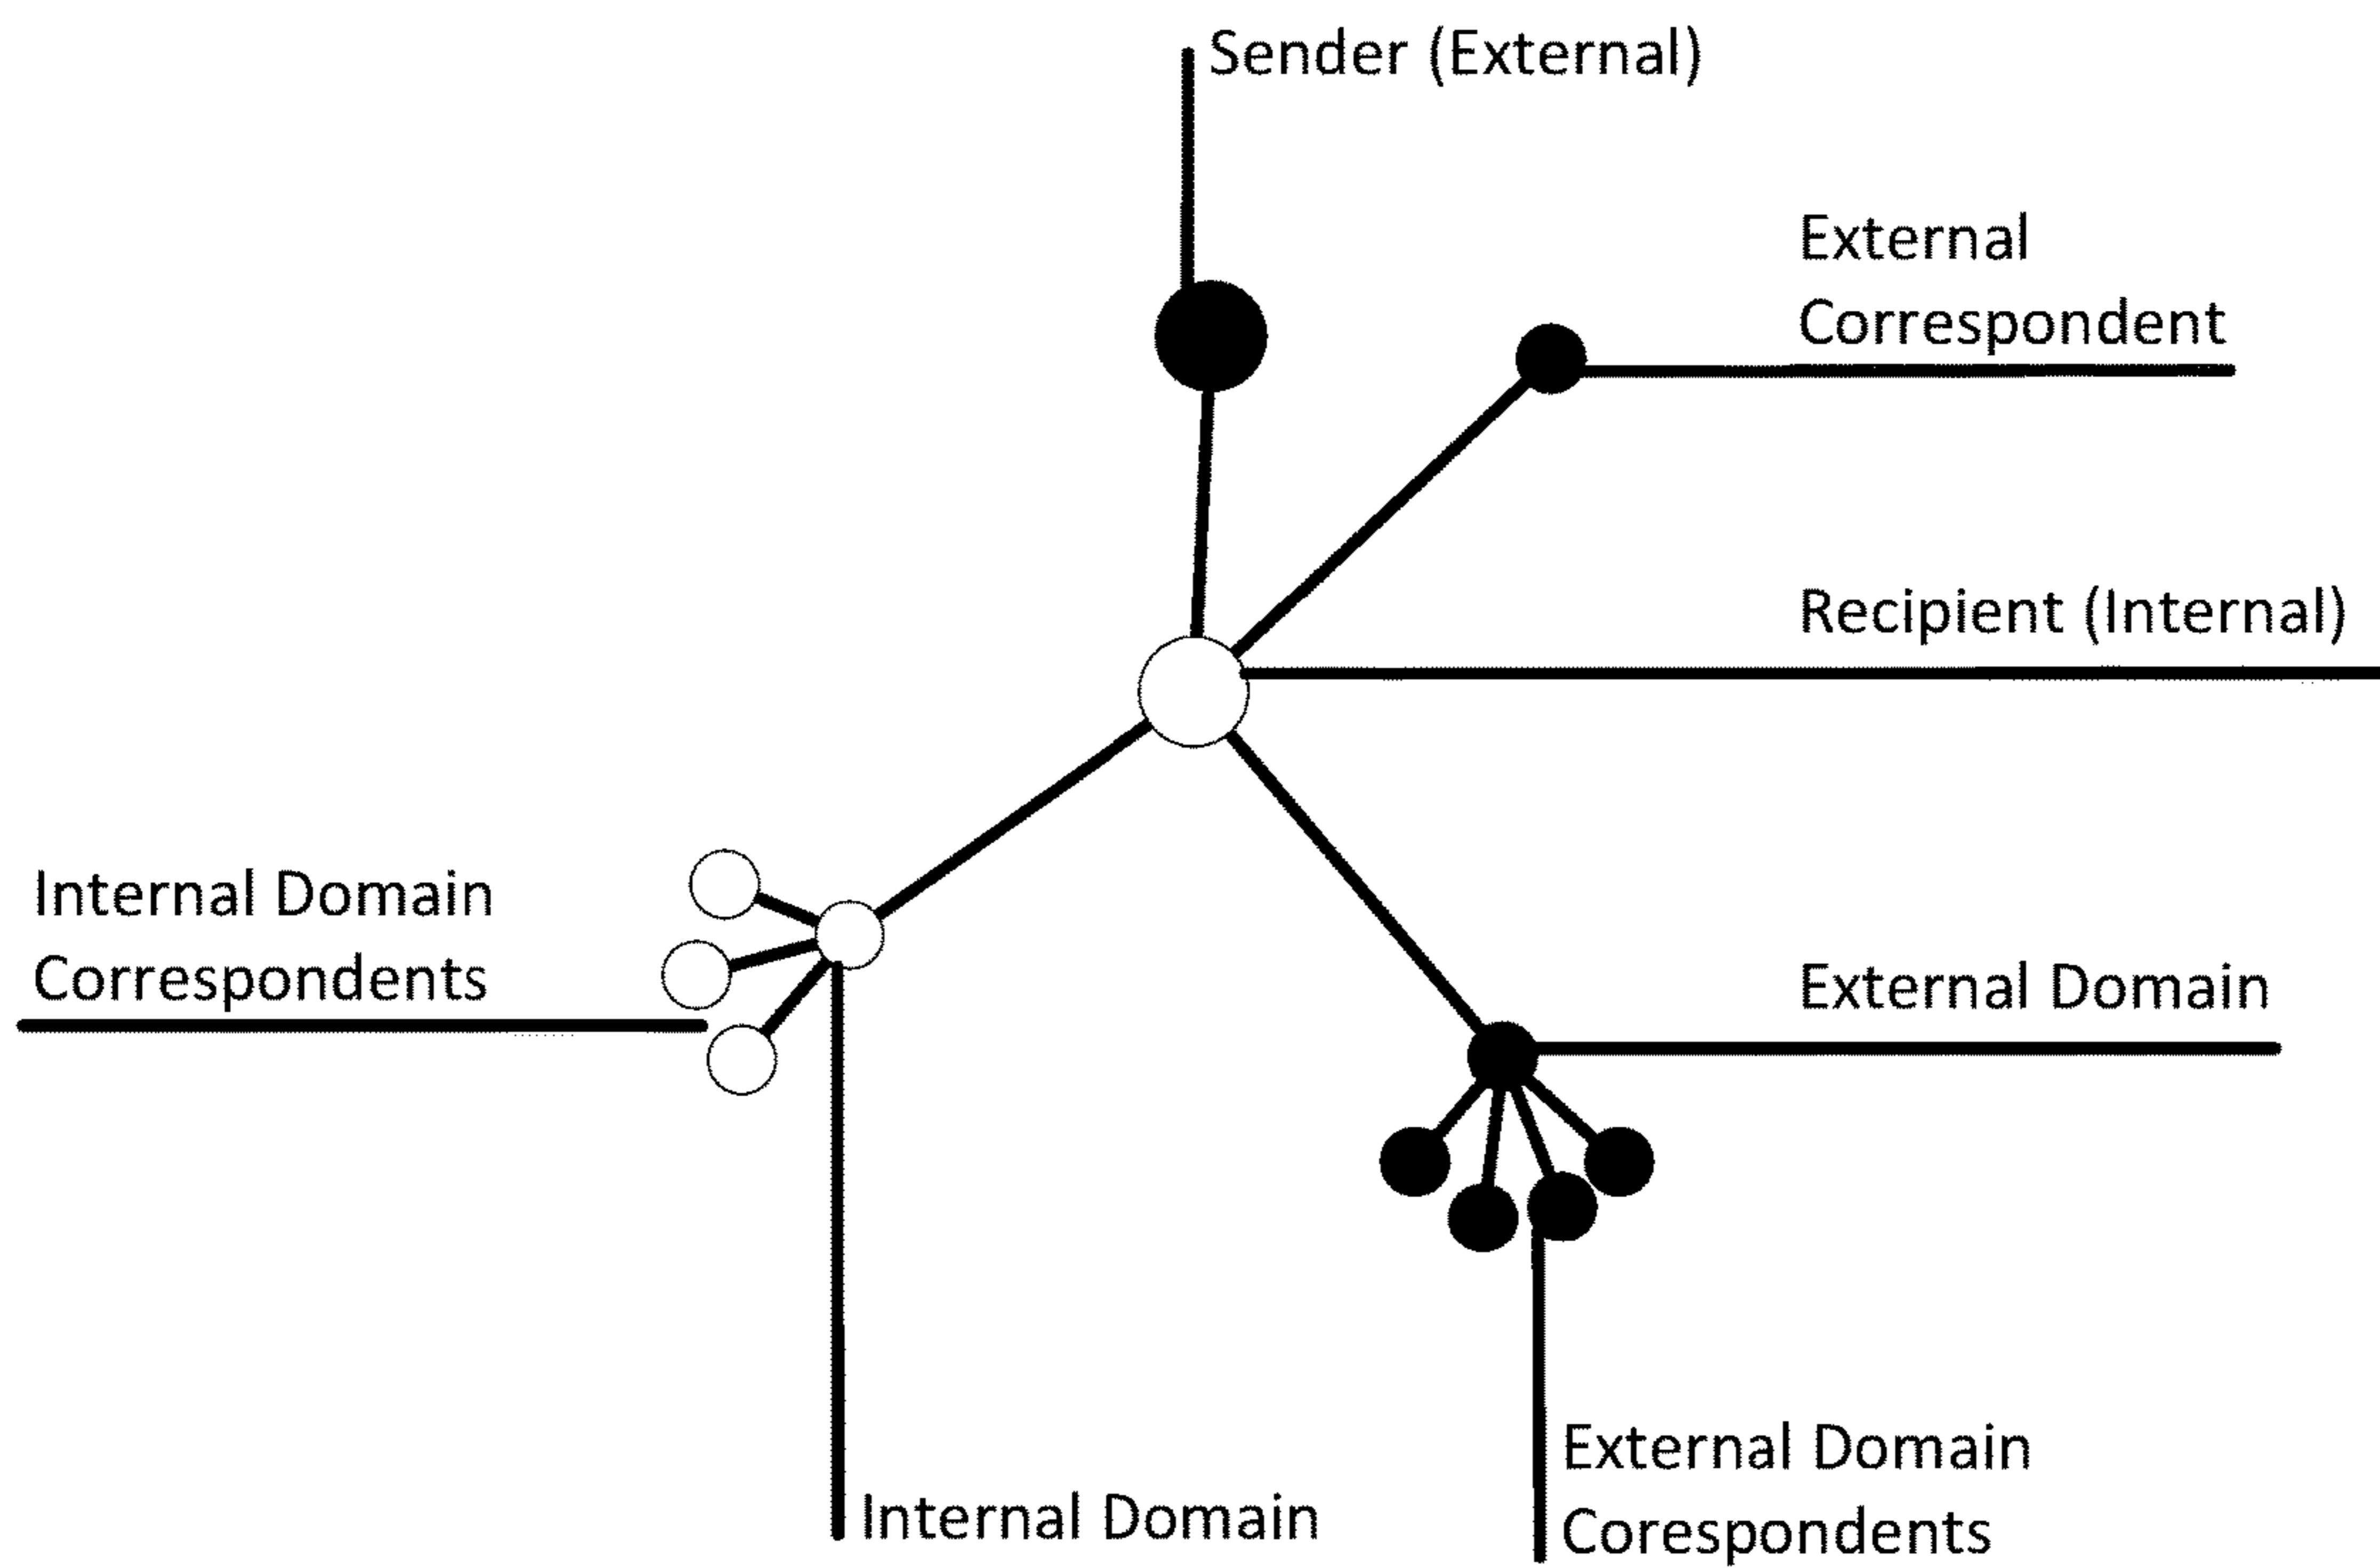 Sender (External)
External
Correspondent
Recipient (Internal)
Internal Domain
Correspondents
External Domain
External Domain
Corespondents
Internal Domain